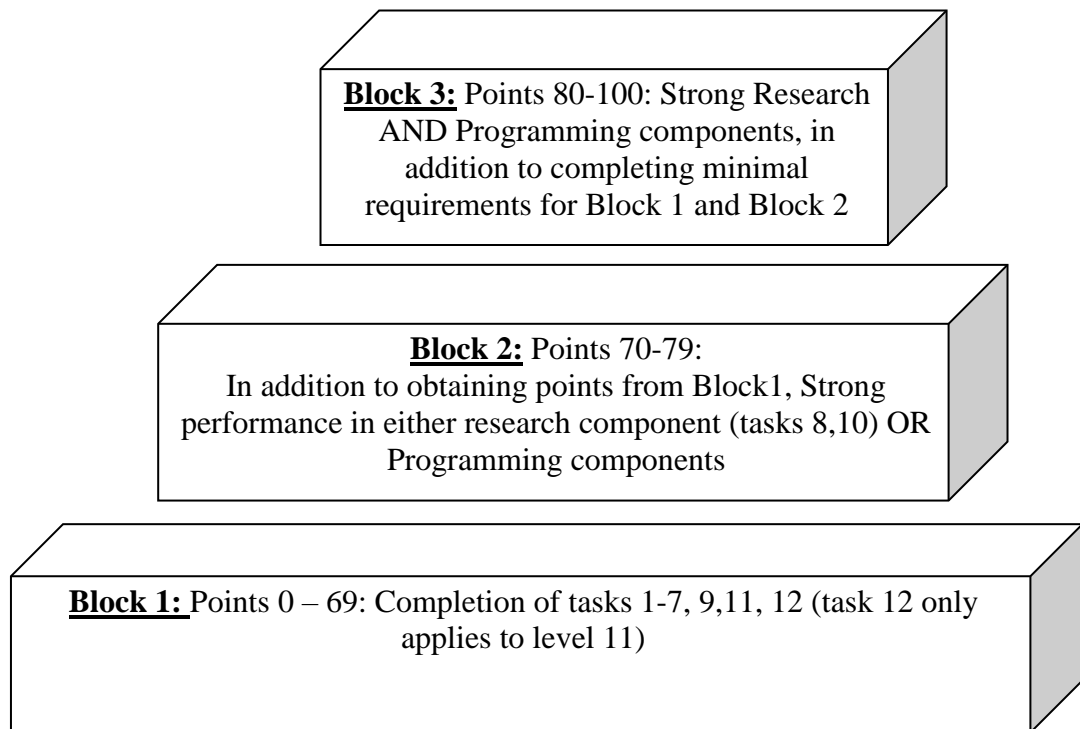 Block 3: Points 80-100: Strong Research
AND Programming components, in
addition to completing minimal
requirements for Block 1 and Block 2
Block 2: Points 70-79:
In addition to obtaining points from Block1, Strong
performance in either research component (tasks 8,10) OR
Programming components
Block 1: Points 0 – 69: Completion of tasks 1-7, 9,11, 12 (task 12 only
applies to level 11)